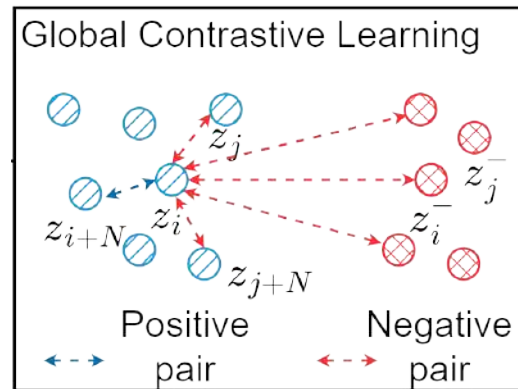 Global Contrastive Learning
z_j
z_j^-
z_{i+N}
z_i
z_i^-
z_{j+N}
Positive pair
Negative pair